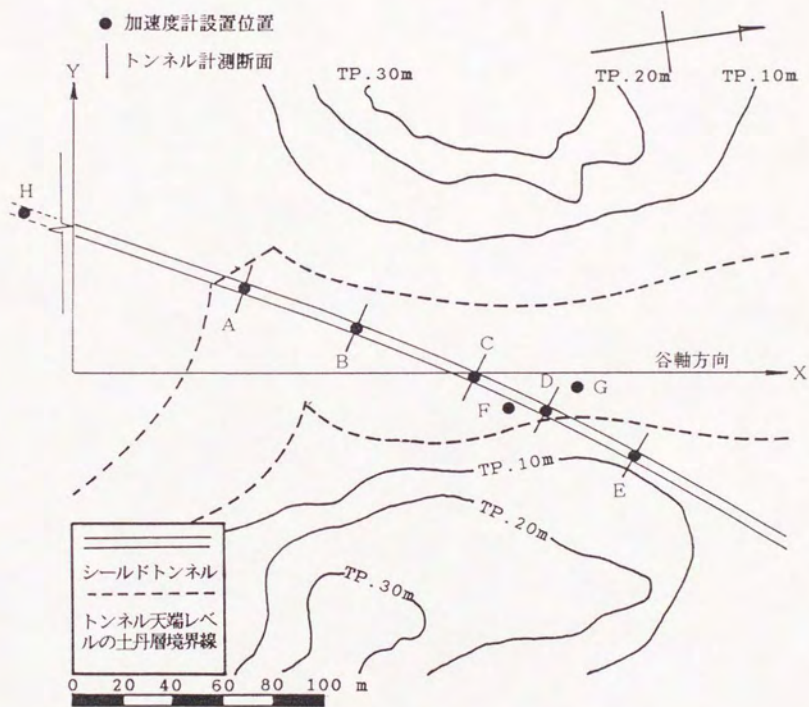 ● 加速度計設置位置
トンネル計測断面
Y
TP.30m
TP.20m
TP.10m
H
A
B
C
谷軸方向
X
D
G
F
E
TP.10m
TP.20m
TP.30m
シールドトンネル
トンネル天端レベ
ルの土丹層境界線
0 20 40 60 80 100 m